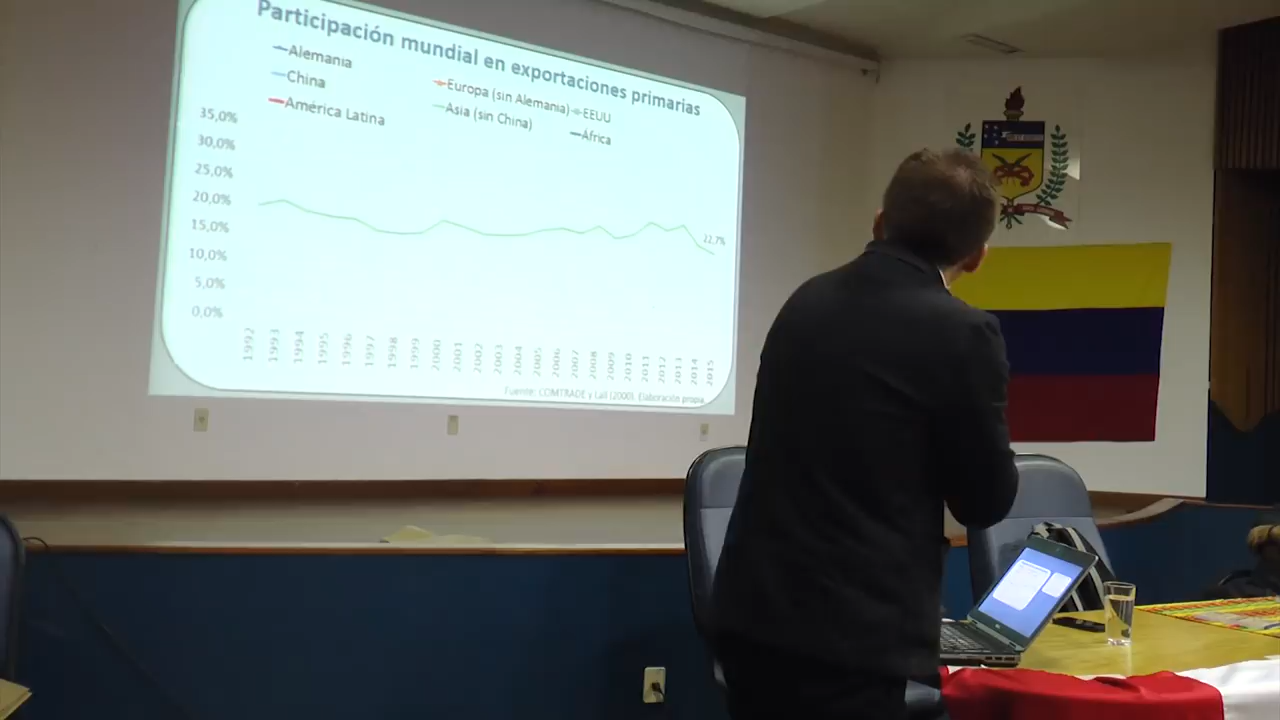 Participación mundial en exportaciones primarias
Alemania
Europa (sin Alemania)
EEUU
China
Asia (sin China)
África
América Latina
35,0%
30,0%
25,0%
20,0%
15,0%
10,0%
5,0%
0,0%
22,7%
1992 1993 1994 1995 1996 1997 1998 1999 2000 2001 2002 2003 2004 2005 2006 2007 2008 2009 2010 2011 2012 2013 2014 2015
Fuente: COMTRADE y Lall (2000). Elaboración propia.